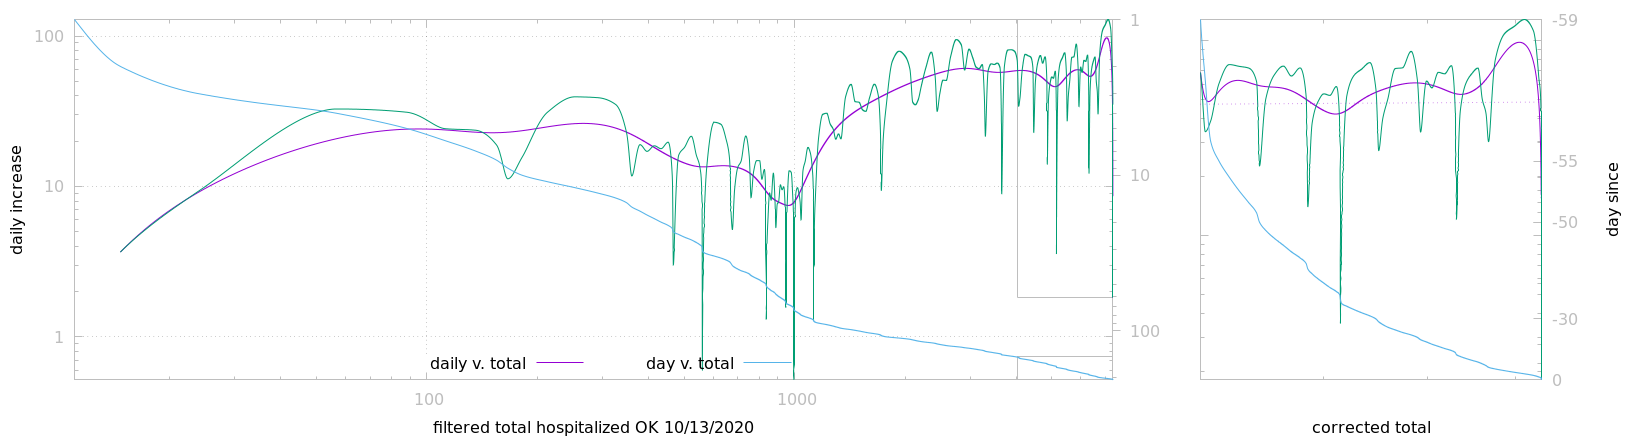 daily increase
100
10
1
daily v. total
day v. total
100
1000
filtered total hospitalized OK 10/13/2020
1
10
100
-59
-55
-50
-30
0
day since
corrected total